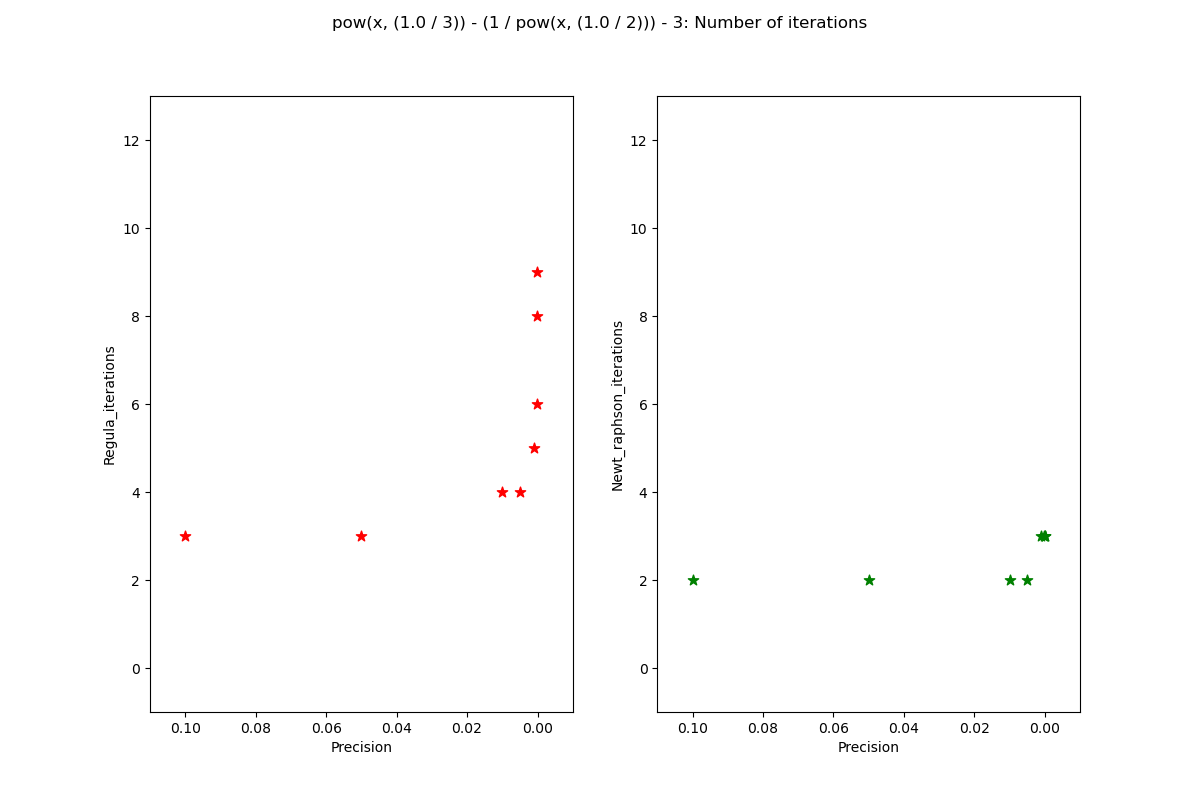 pow(x, (1.0 / 3)) - (1 / pow(x, (1.0 / 2))) - 3: Number of iterations
12
10
8
6
4
2
0
Regula_iterations
0.10 0.08 0.06 0.04 0.02 0.00
Precision
12
10
8
6
4
2
0
Newt_raphson_iterations
0.10 0.08 0.06 0.04 0.02 0.00
Precision